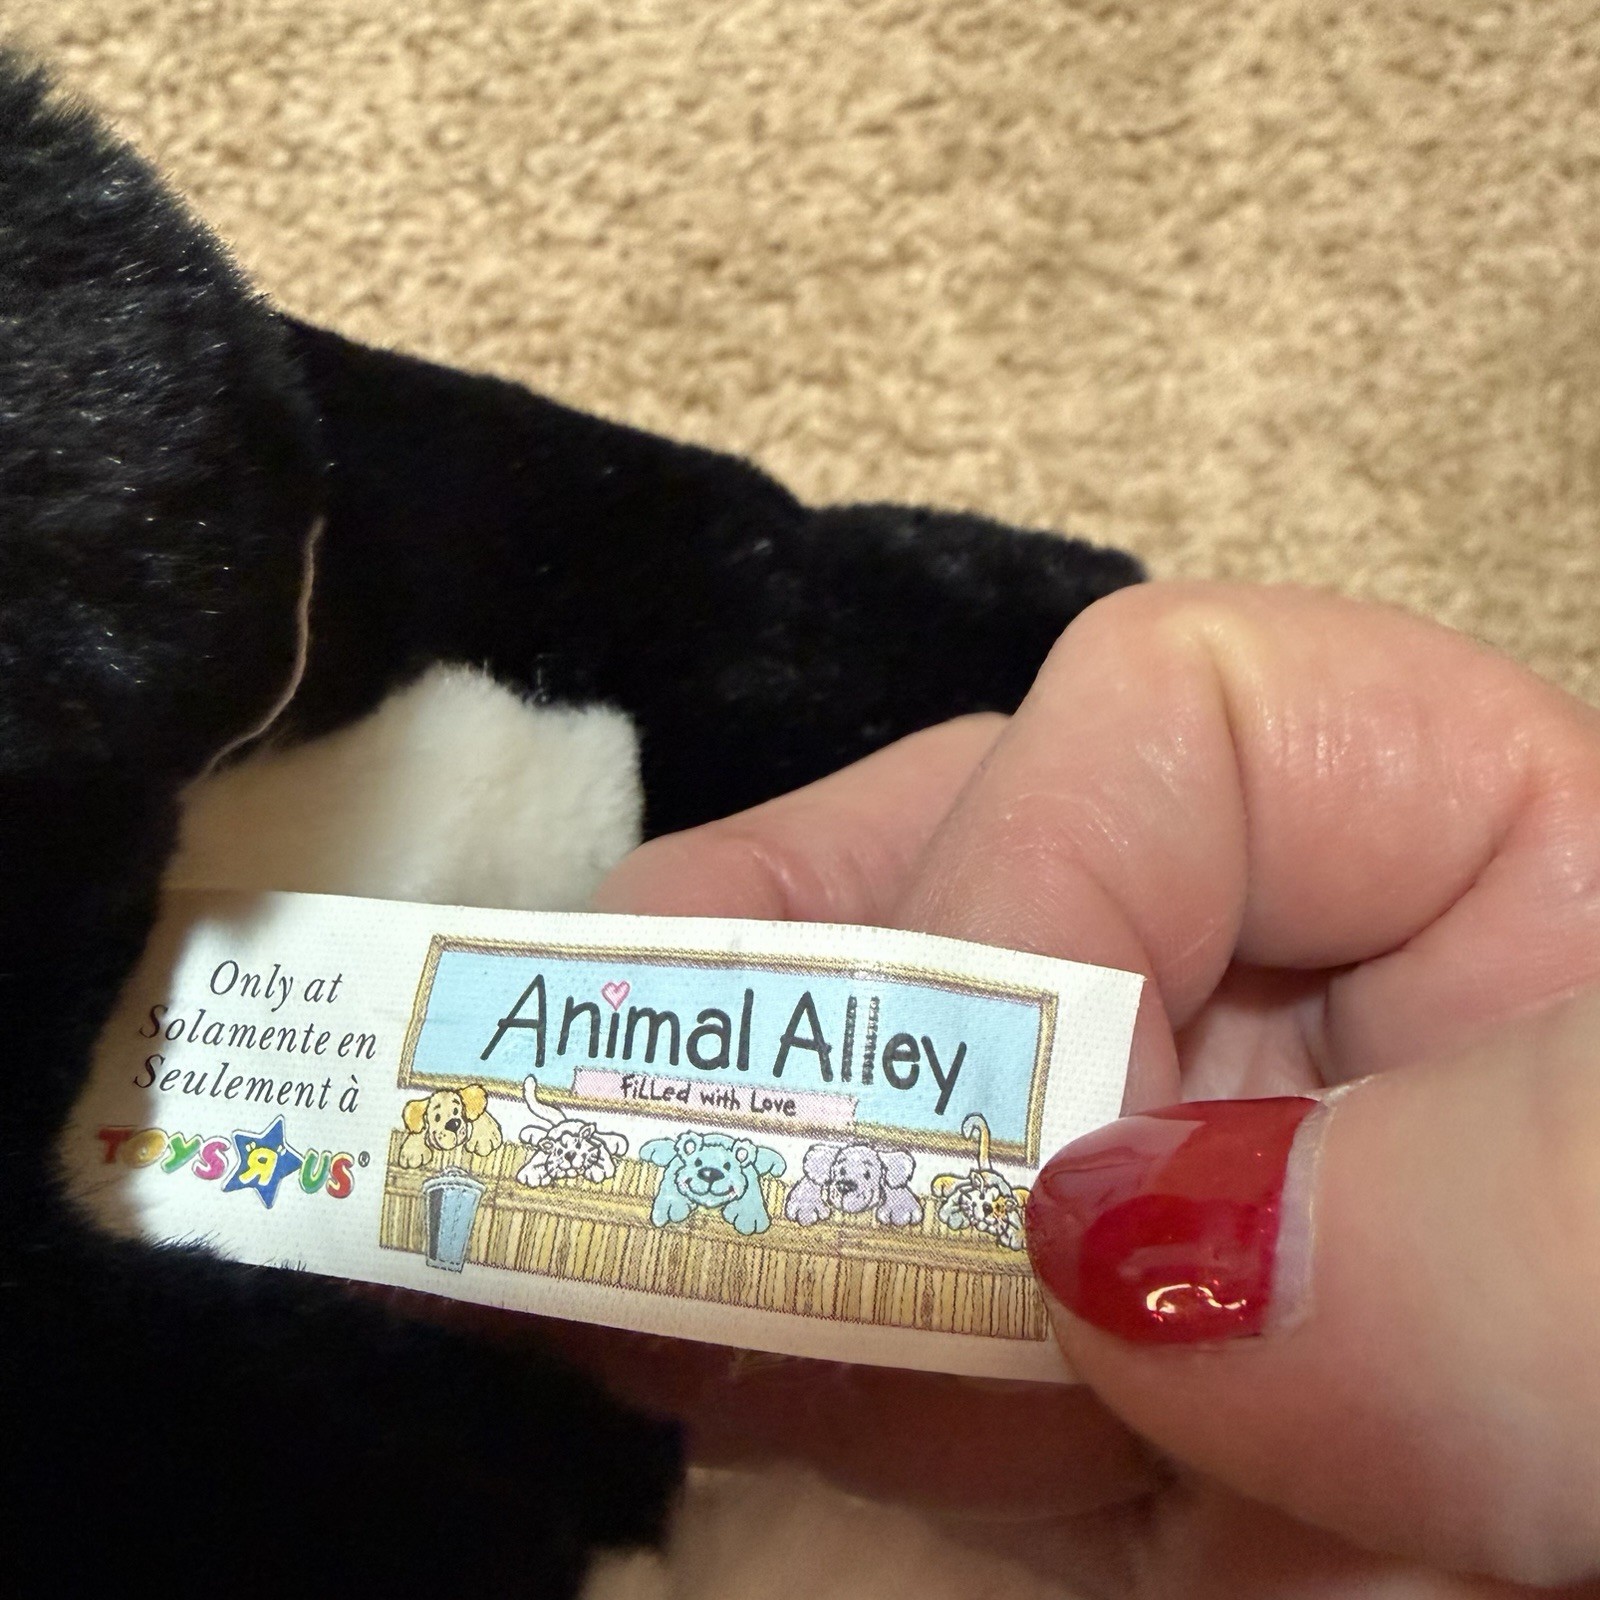 Only at
Solamente en
Seulement à
TOYS R US®
Animal Alley
Filled with Love